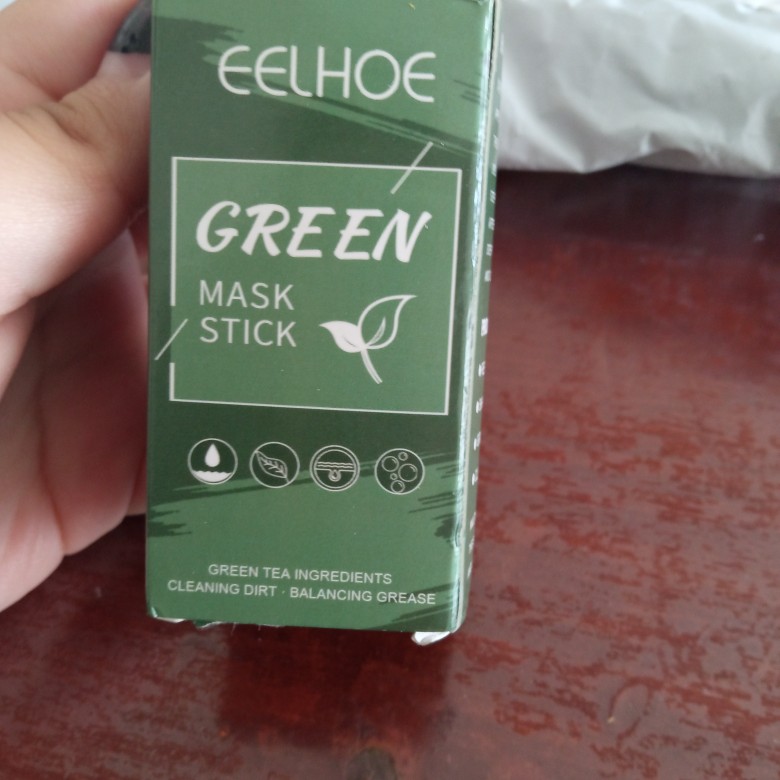 EELHOE
GREEN
MASK
STICK
GREEN TEA INGREDIENTS
CLEANING DIRT · BALANCING GREASE